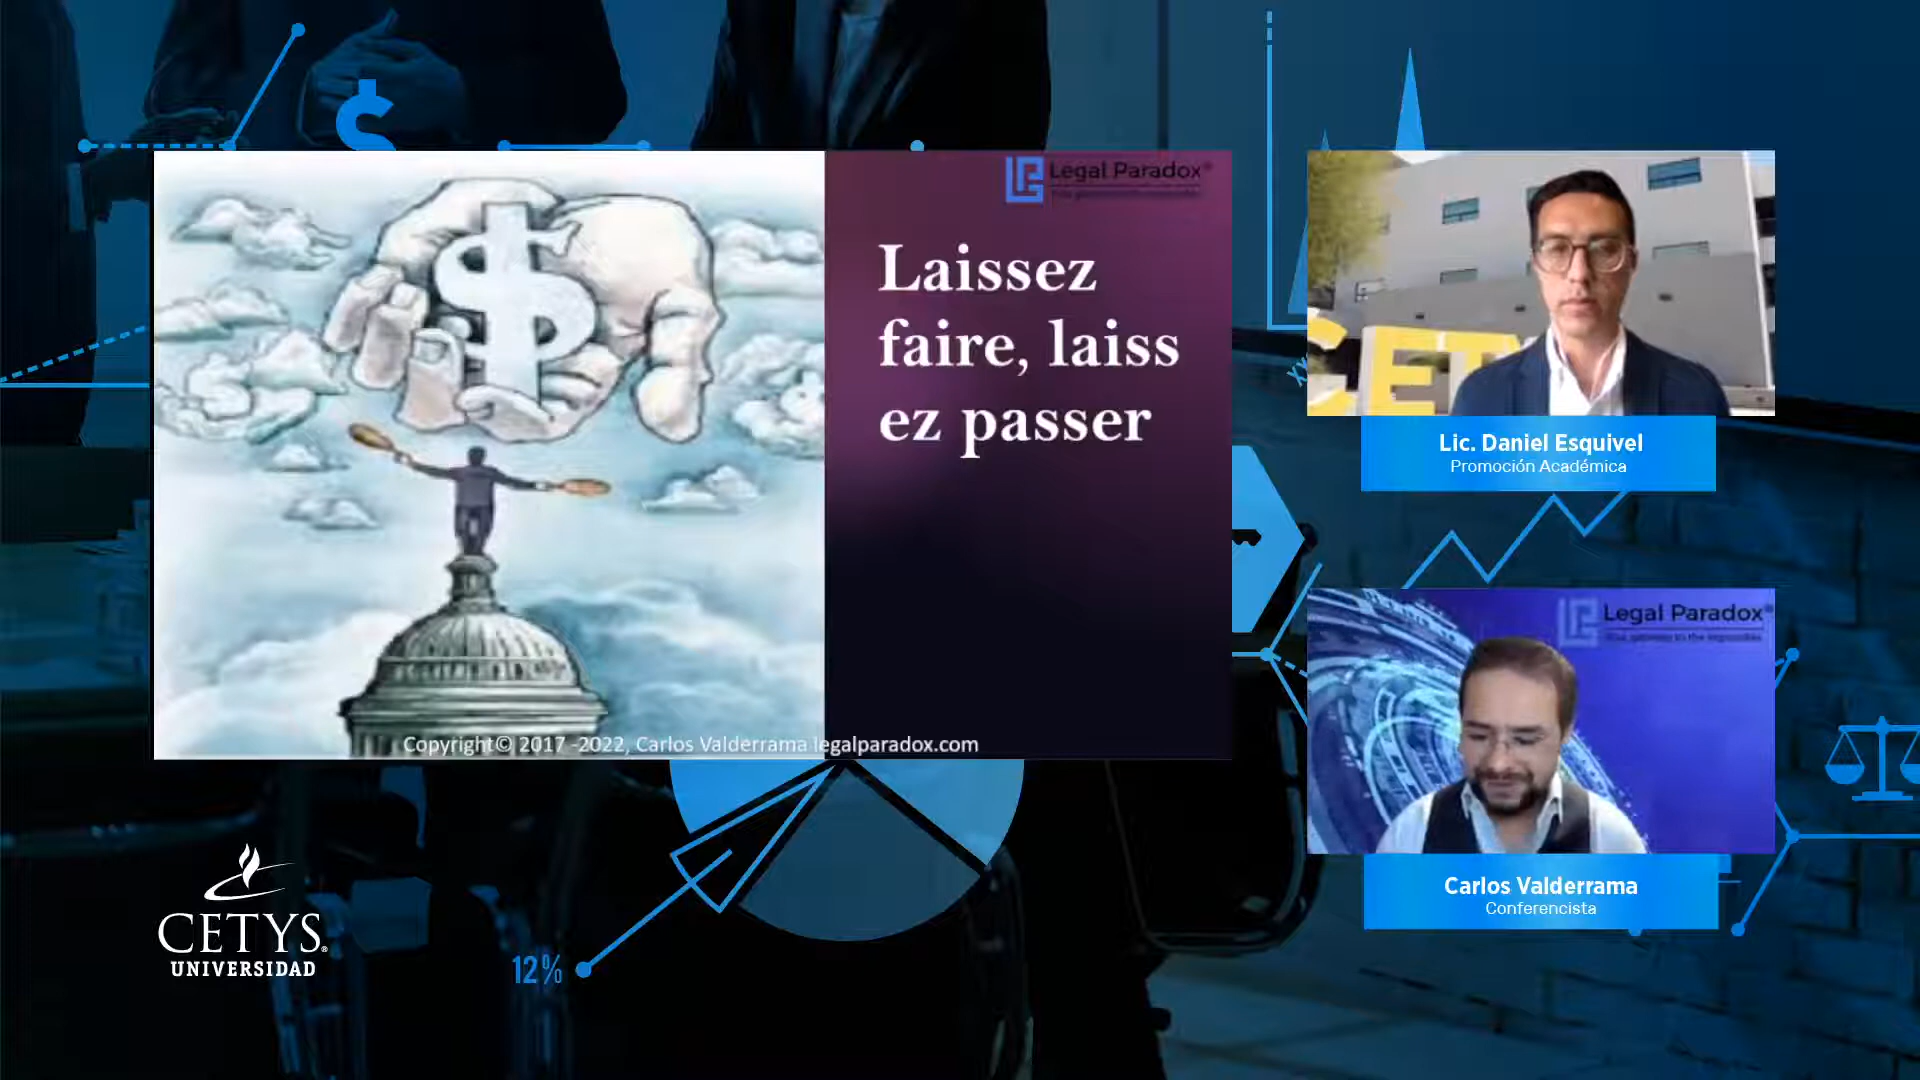 Legal Paradox®
Laissez
faire, laiss
ez passer
Copyright© 2017 -2022, Carlos Valderrama legalparadox.com
CETY
Lic. Daniel Esquivel
Promoción Académica
Legal Paradox®
Carlos Valderrama
Conferencista
CETYS®
UNIVERSIDAD
12%